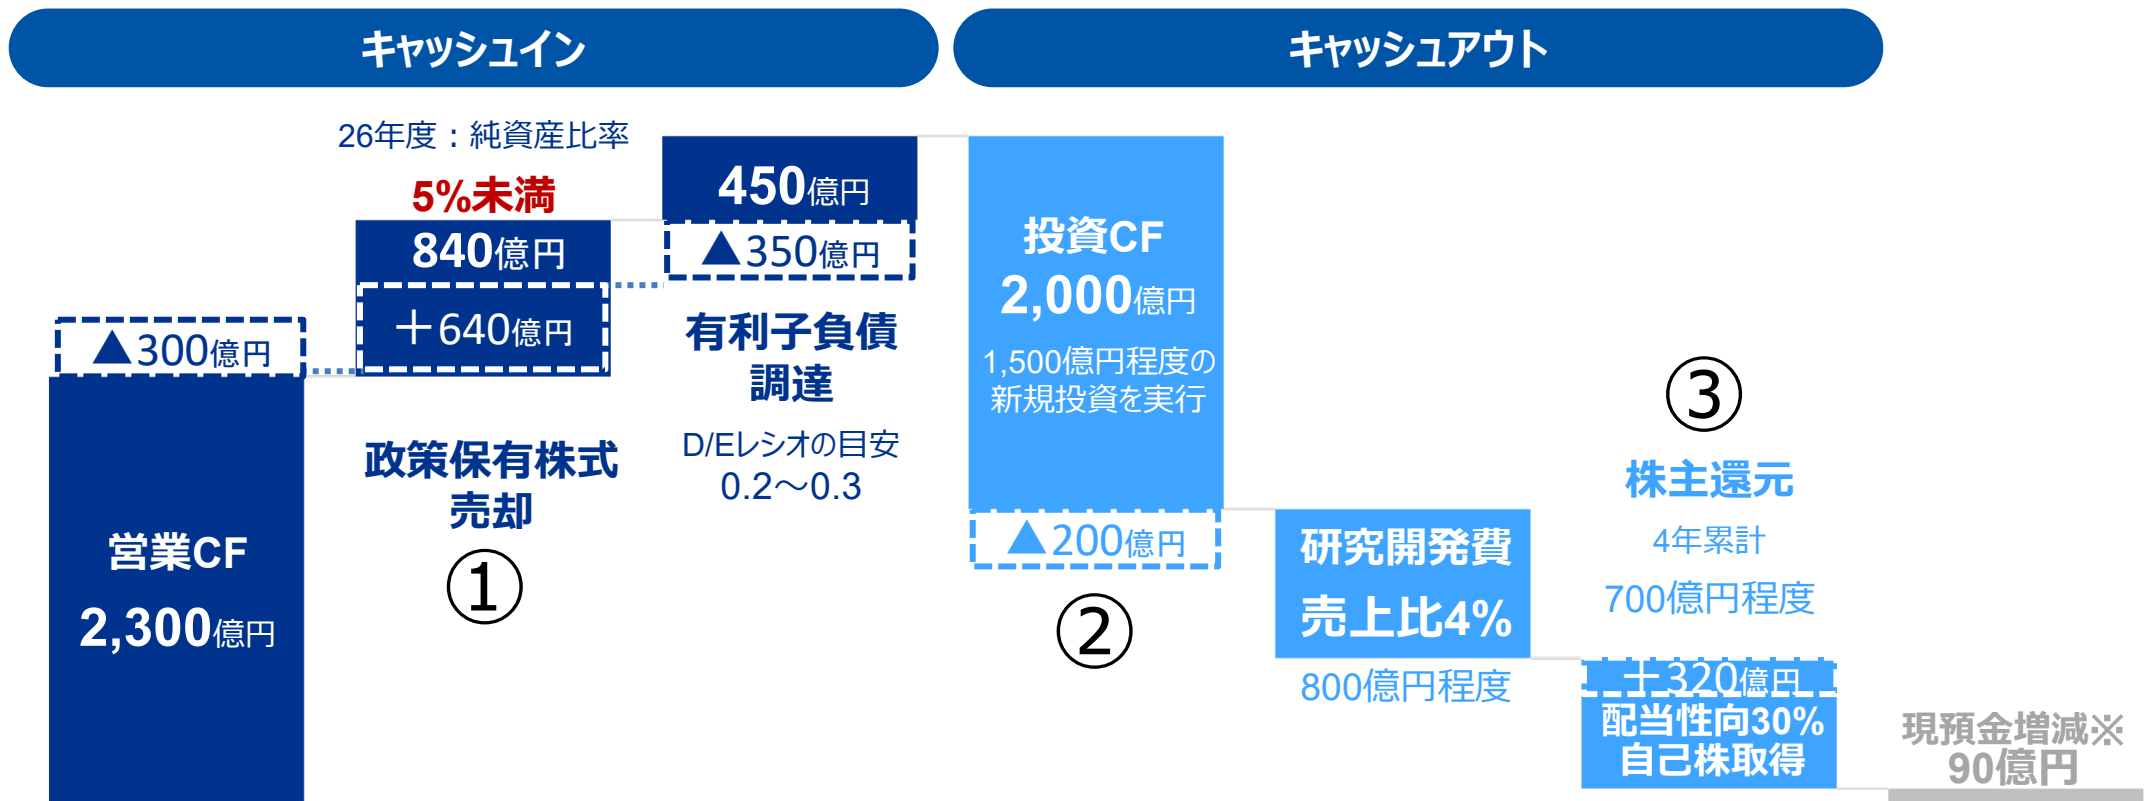 キャッシュイン
キャッシュアウト
▲300億円
営業CF
2,300億円
26年度：純資産比率
5%未満
840億円
＋640億円
政策保有株式
売却
①
450億円
▲350億円
有利子負債
調達
D/Eレシオの目安
0.2～0.3
投資CF
2,000億円
1,500億円程度の
新規投資を実行
▲200億円
②
研究開発費
売上比4%
800億円程度
③
株主還元
4年累計
700億円程度
＋320億円
配当性向30%
自己株取得
現預金増減※
90億円